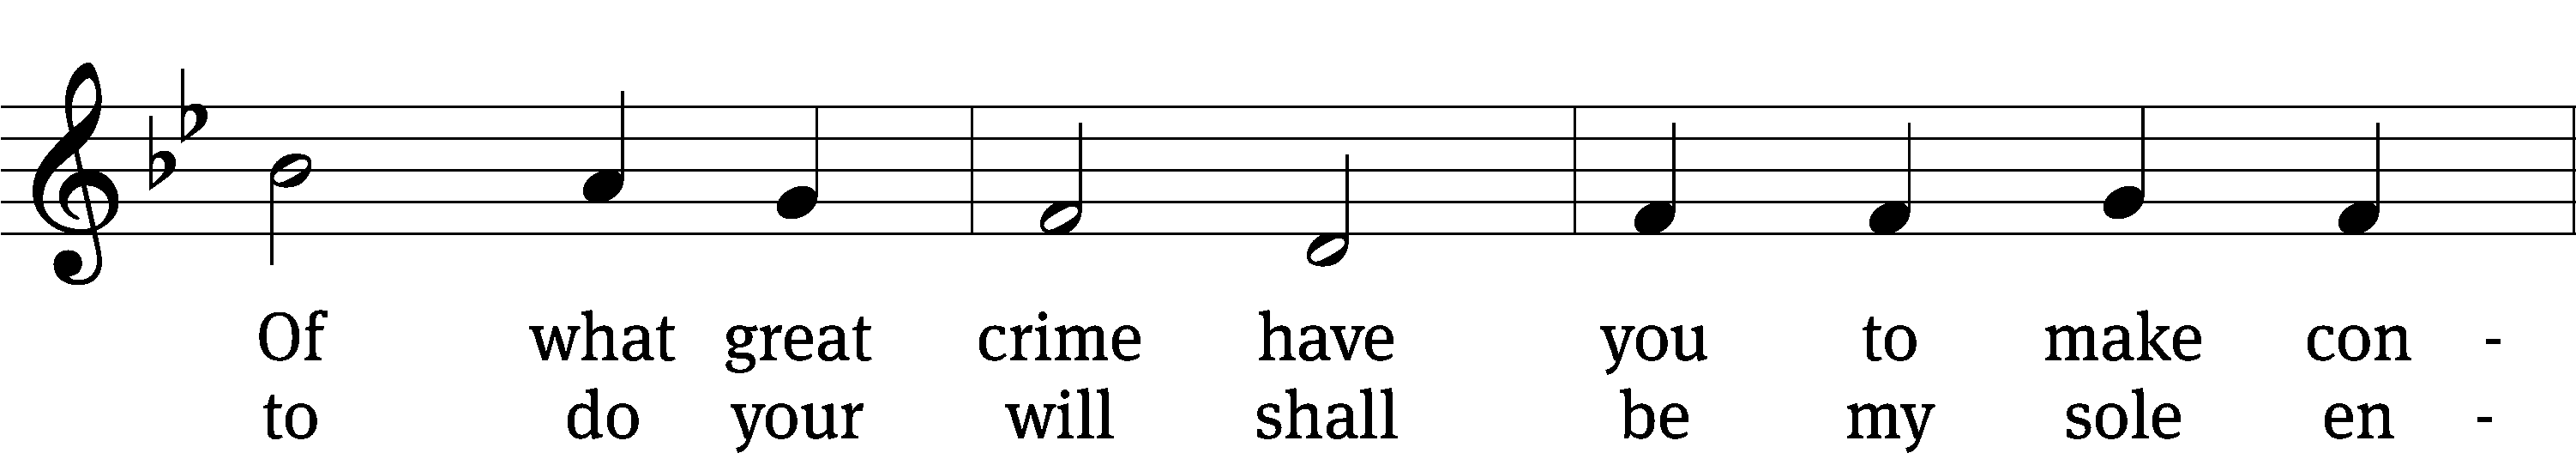 Of what great crime have you to make con -
to do your will shall be my sole en -